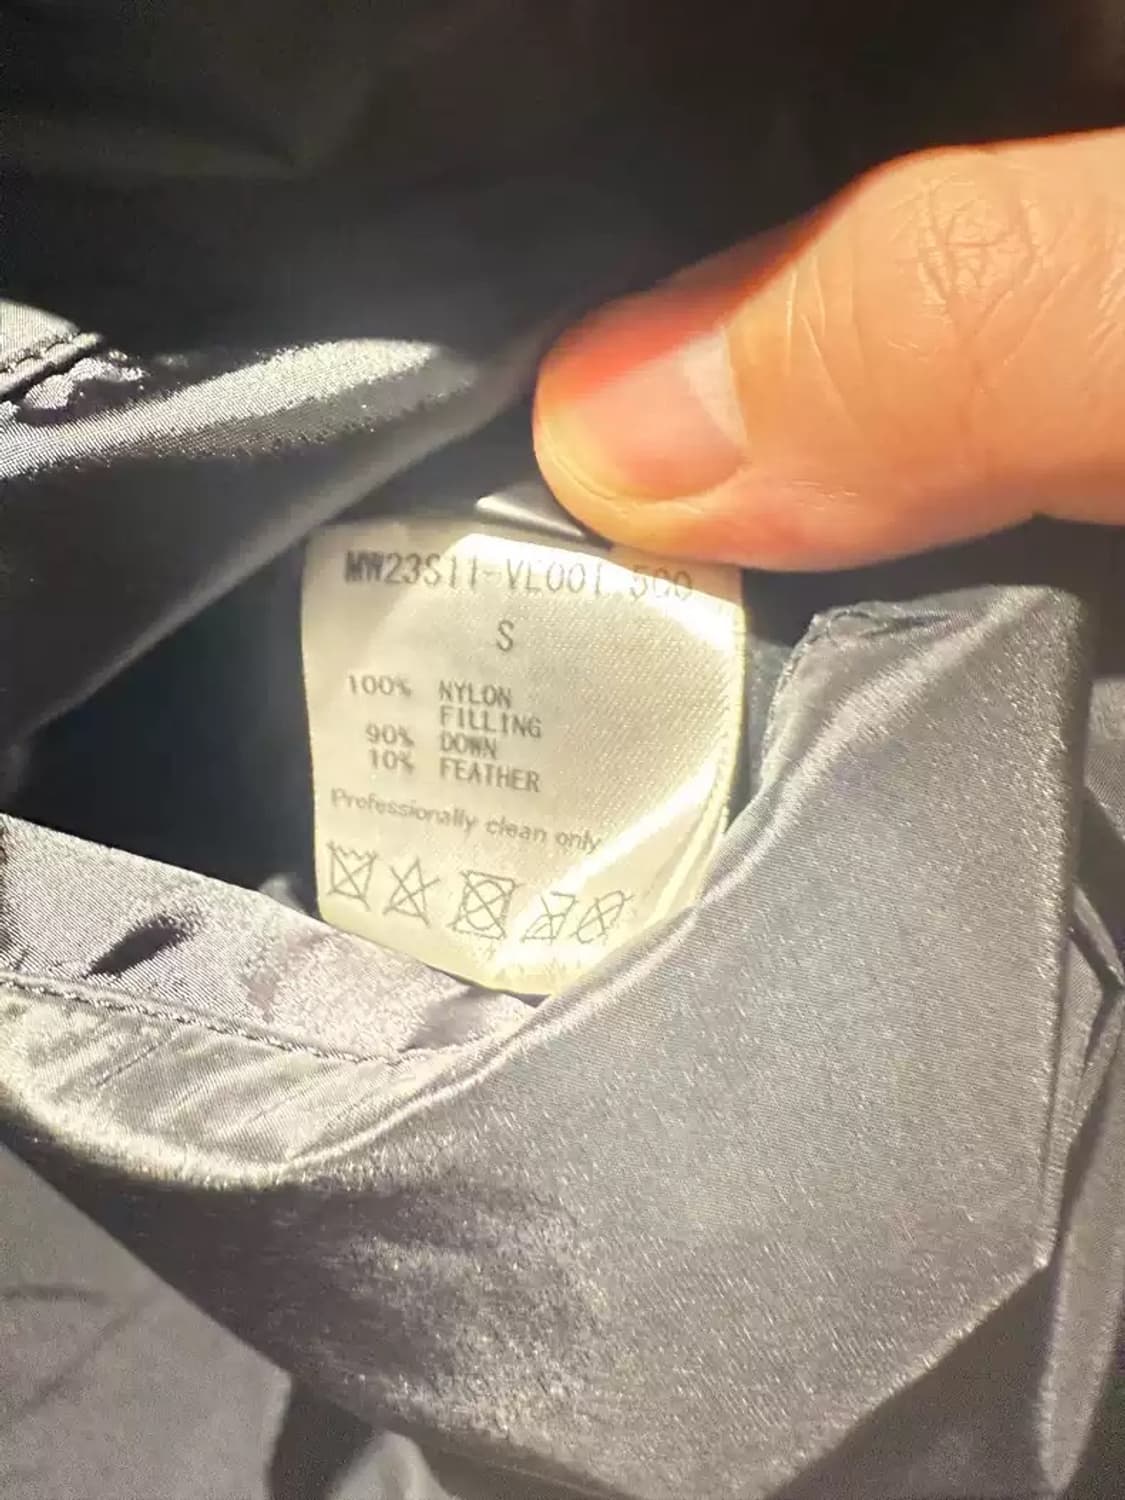 MW23S11-VL001 500
S
100% NYLON
FILLING
90% DOWN
10% FEATHER
Professionally clean only